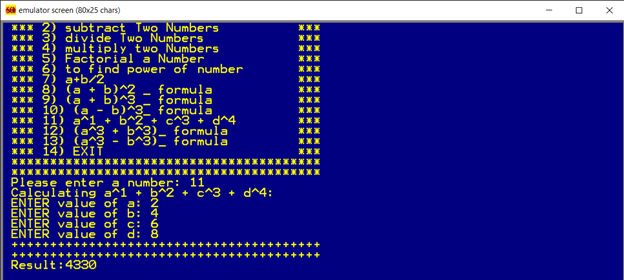 emulator screen (80x25 chars)
*** 2) subtract Two Numbers ***
*** 3) divide Two Numbers ***
*** 4) multiply two Numbers ***
*** 5) Factorial a Number ***
*** 6) to find power of number ***
*** 7) a+b/2 ***
*** 8) (a + b)^2 _ formula ***
*** 9) (a + b)^3_ formula ***
*** 10) (a - b)^3_ formula ***
*** 11) a^1 + b^2 + c^3 + d^4 ***
*** 12) (a^3 + b^3)_ formula ***
*** 13) (a^3 - b^3)_ formula ***
*** 14) EXIT ***
******************************************
******************************************
Please enter a number: 11
Calculating a^1 + b^2 + c^3 + d^4:
ENTER value of a: 2
ENTER value of b: 4
ENTER value of c: 6
ENTER value of d: 8
++++++++++++++++++++++++++++++++++++++++++
++++++++++++++++++++++++++++++++++++++++++
Result:4330